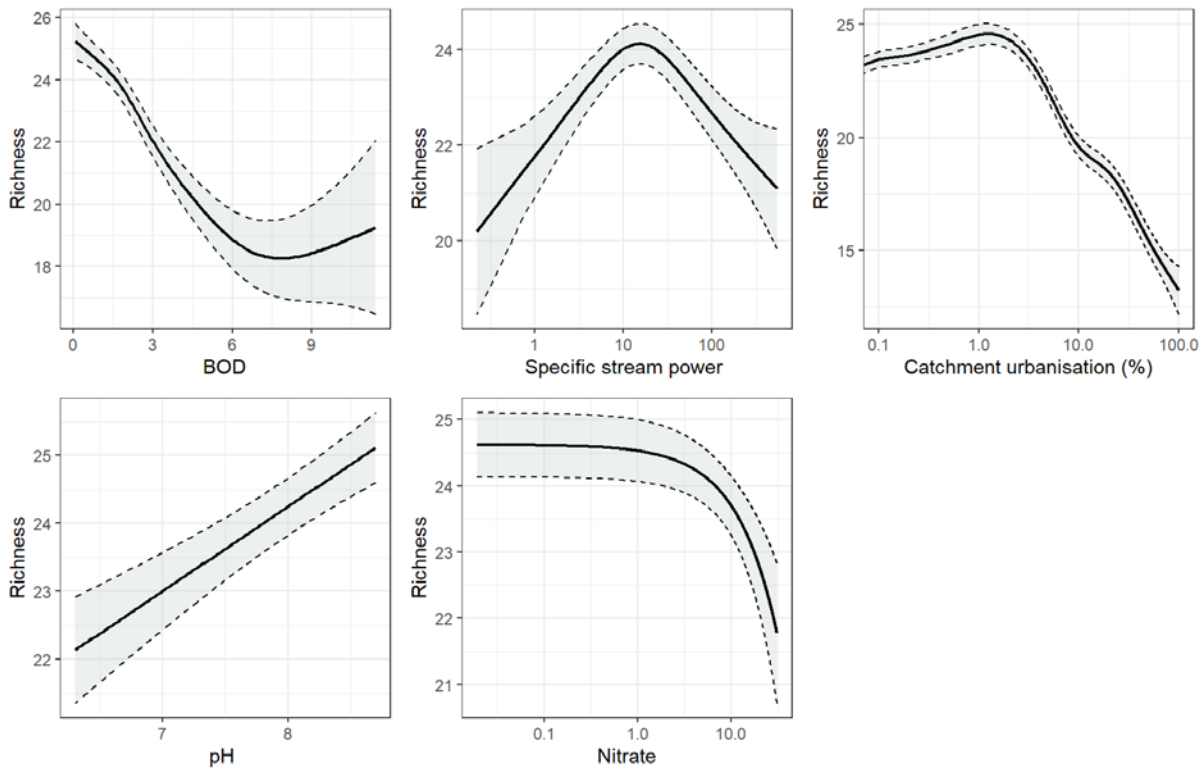 26
24
22
20
18
Richness
0 3 6 9
BOD
24
22
20
Richness
1 10 100
Specific stream power
25
20
15
Richness
0.1 1.0 10.0 100.0
Catchment urbanisation (%)
25
24
23
22
Richness
7 8
pH
25
24
23
22
21
Richness
0.1 1.0 10.0
Nitrate